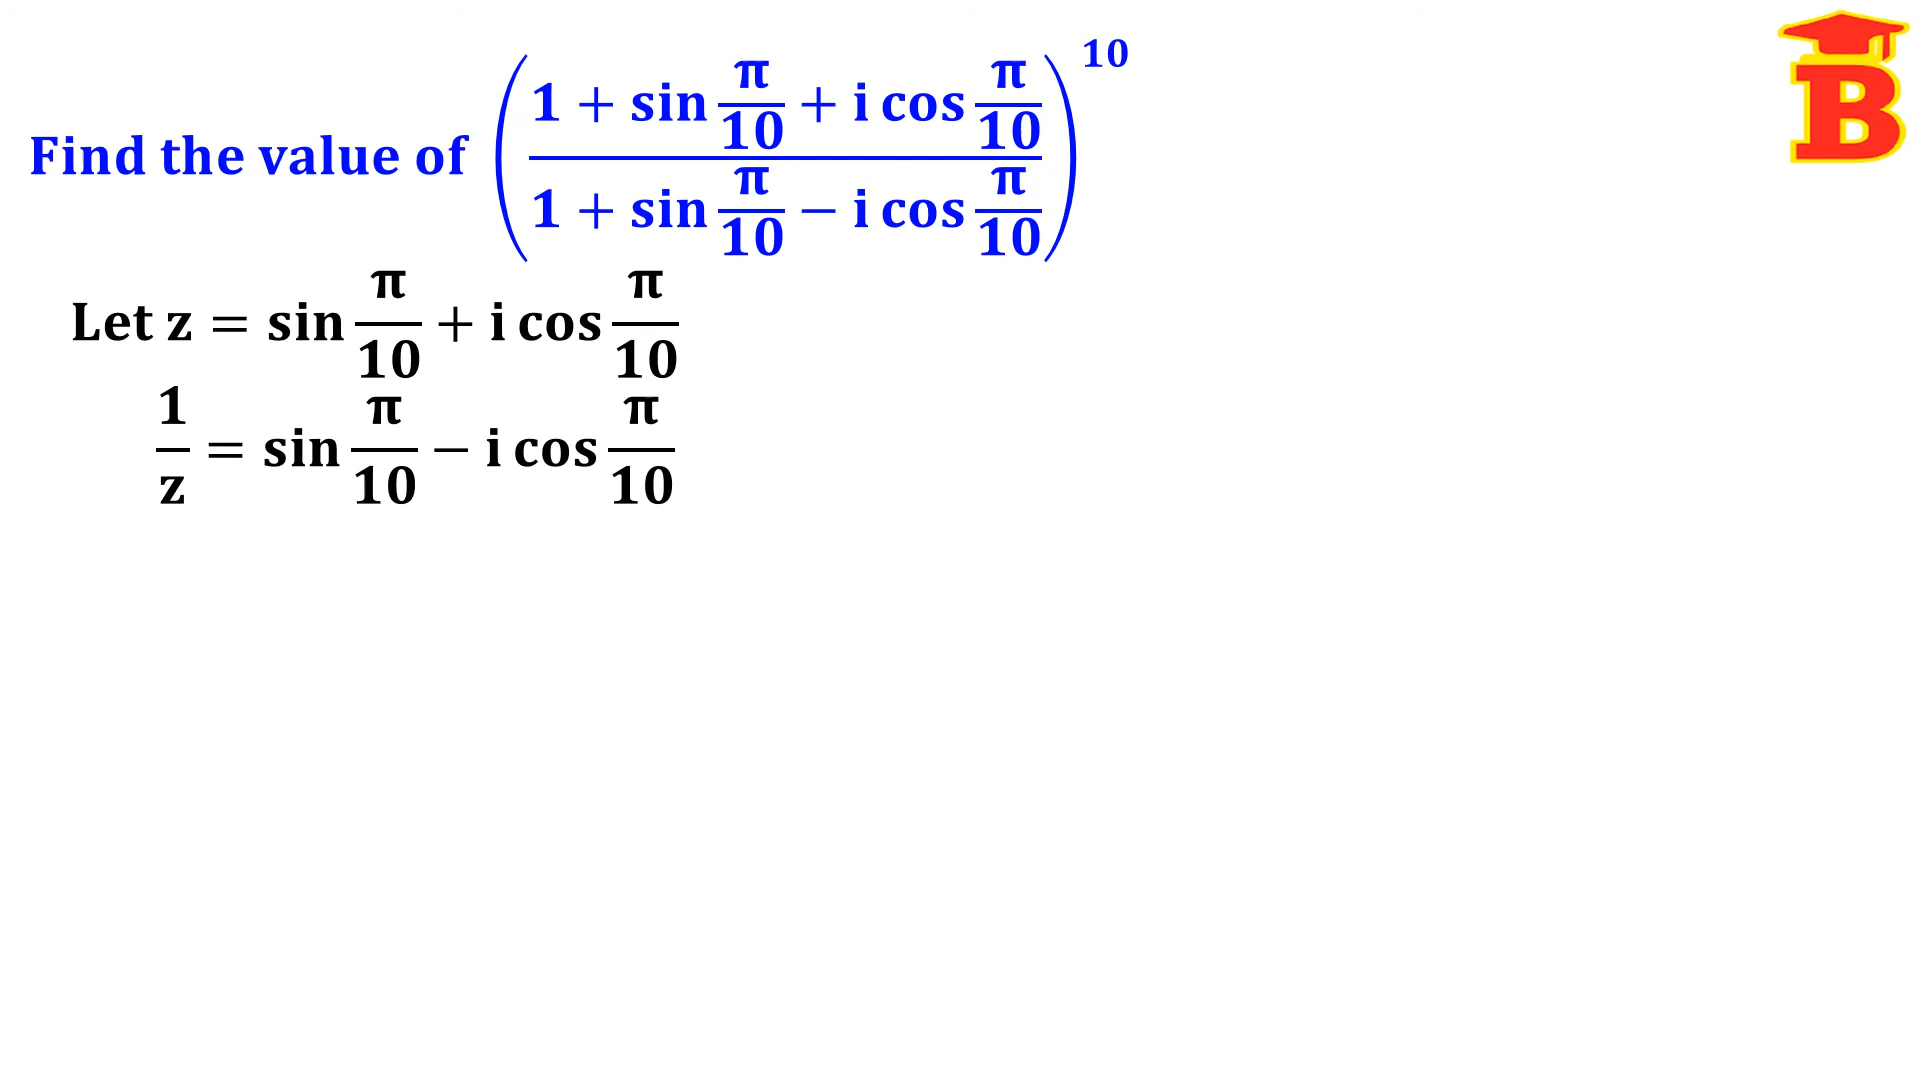 Find the value of ((1 + sin π/10 + i cos π/10)/(1 + sin π/10 − i cos π/10))^10
Let z = sin π/10 + i cos π/10
1/z = sin π/10 − i cos π/10
B